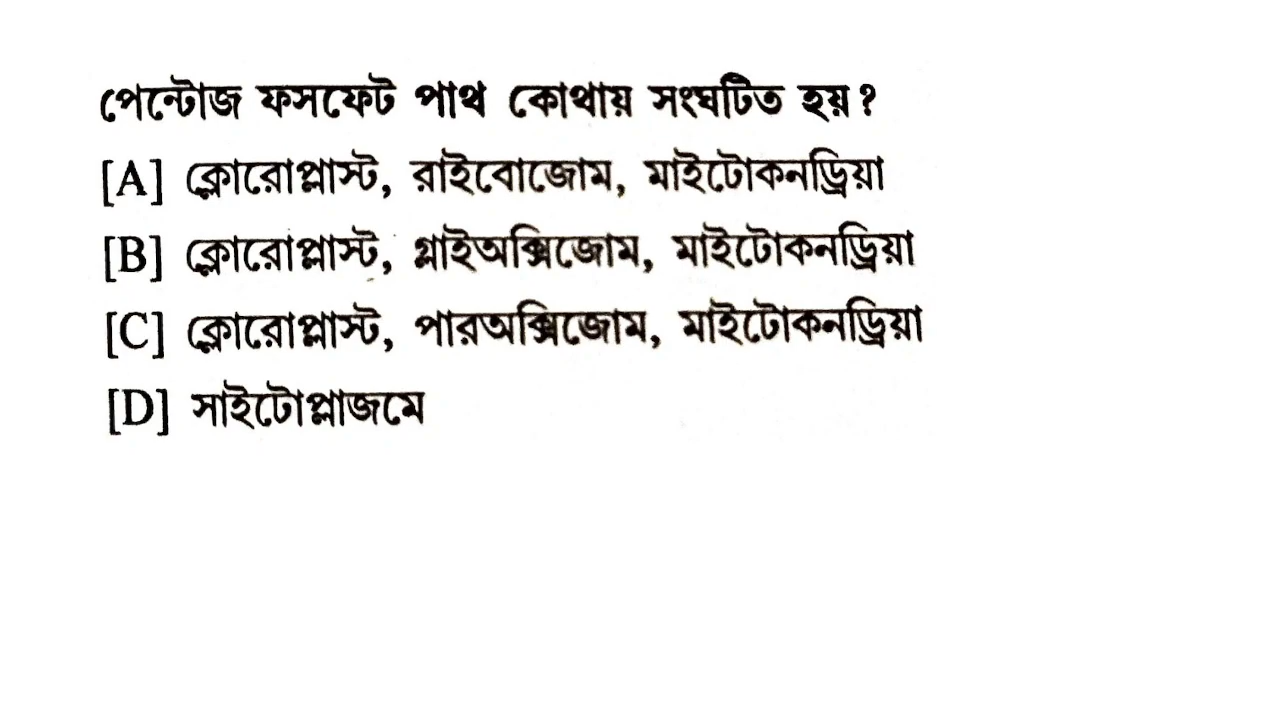 পেন্টোজ ফসফেট পাথ কোথায় সংঘটিত হয় ?
[A] ক্লোরোপ্লাস্ট, রাইবোজোম, মাইটোকনড্রিয়া
[B] ক্লোরোপ্লাস্ট, গ্লাইঅক্সিজোম, মাইটোকনড্রিয়া
[C] ক্লোরোপ্লাস্ট, পারঅক্সিজোম, মাইটোকনড্রিয়া
[D] সাইটোপ্লাজমে